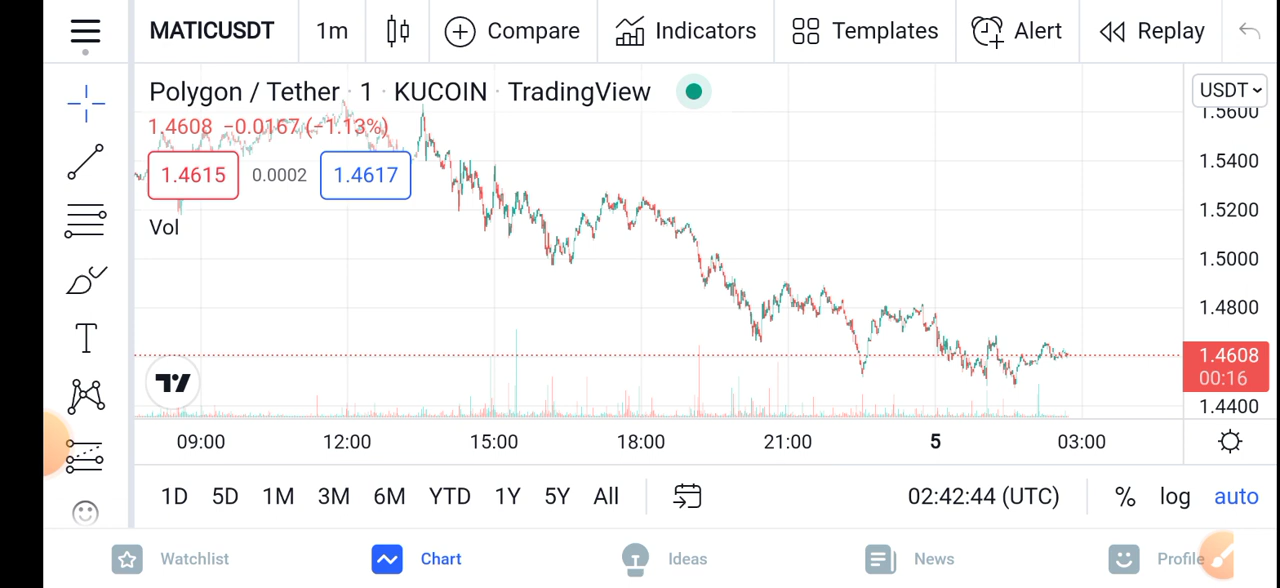 MATICUSDT 1m Compare Indicators Templates Alert Replay
Polygon / Tether · 1 · KUCOIN · TradingView
USDT
1.4608 −0.0167 (−1.13%)
1.4615 0.0002 1.4617
Vol
1.5600
1.5400
1.5200
1.5000
1.4800
1.4608
00:16
1.4400
09:00 12:00 15:00 18:00 21:00 5 03:00
1D 5D 1M 3M 6M YTD 1Y 5Y All 02:42:44 (UTC) % log auto
Watchlist Chart Ideas News Profile